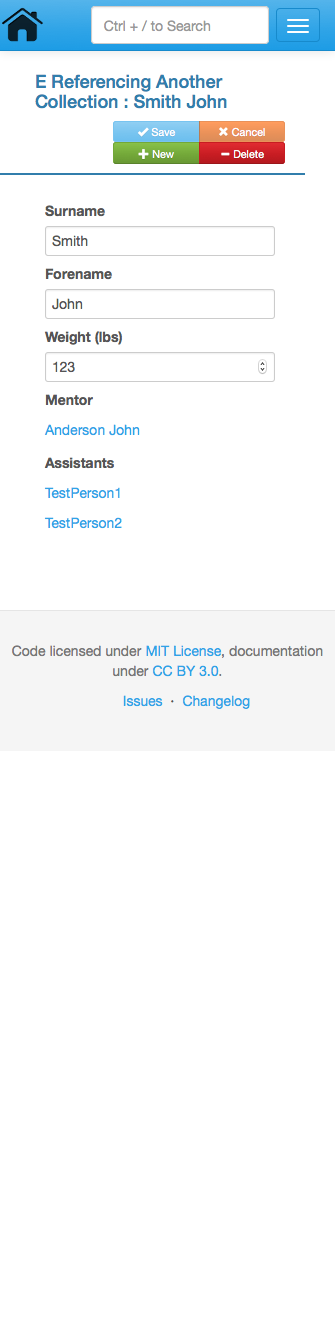 Ctrl + / to Search
E Referencing Another
Collection : Smith John
Save Cancel
New Delete
Surname
Smith
Forename
John
Weight (lbs)
123
Mentor
Anderson John
Assistants
TestPerson1
TestPerson2
Code licensed under MIT License, documentation
under CC BY 3.0.
Issues · Changelog